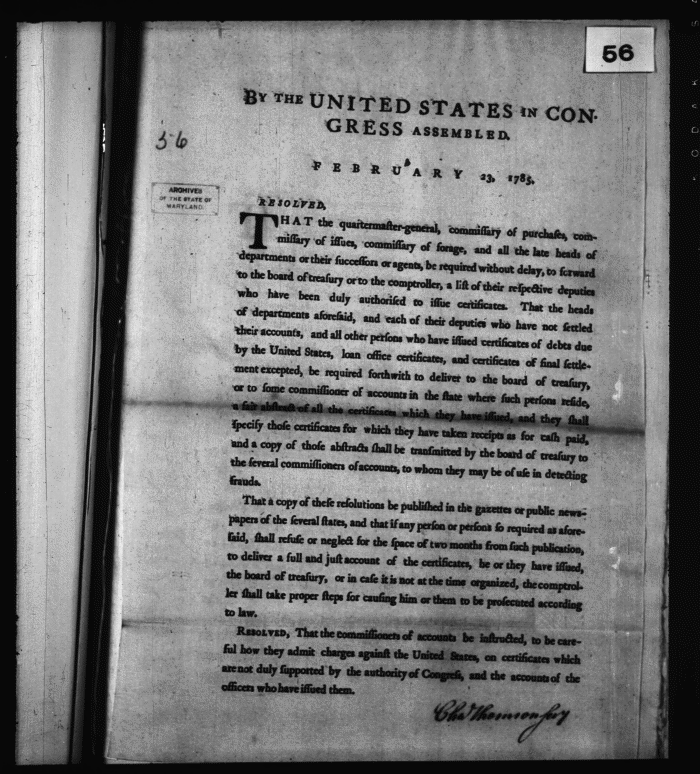 56
BY THE UNITED STATES IN CON-
GRESS ASSEMBLED.
56
FEBRUARY 23, 1785.
ARCHIVES
OF THE STATE OF
MARYLAND
RESOLVED,
THAT the quartermaſter-general, commiſſary of purchaſes, com-
miſſary of iſſues, commiſſary of forage, and all the late heads of
departments or their ſucceſſors or agents, be required without delay, to forward
to the board of treaſury or to the comptroller, a liſt of their reſpective deputies
who have been duly authoriſed to iſſue certificates. That the heads
of departments aforeſaid, and each of their deputies who have not ſettled
their accounts, and all other perſons who have iſſued certificates of debts due
by the United States, loan office certificates, and certificates of final ſettle-
ment excepted, be required forthwith to deliver to the board of treaſury,
or to ſome commiſſioner of accounts in the ſtate where ſuch perſons reſide,
a fair abſtract of all the certificates which they have iſſued, and they ſhall
ſpecify thoſe certificates for which they have taken receipts as for caſh paid,
and a copy of thoſe abſtracts ſhall be tranſmitted by the board of treaſury to
the ſeveral commiſſioners of accounts, to whom they may be of uſe in detecting
frauds.
That a copy of theſe reſolutions be publiſhed in the gazettes or public newſ-
papers of the ſeveral ſtates, and that if any perſon or perſons ſo required as afore-
ſaid, ſhall refuſe or neglect for the ſpace of two months from ſuch publication,
to deliver a full and juſt account of the certificates, he or they have iſſued,
the board of treaſury, or in caſe it is not at the time organized, the comptrol-
ler ſhall take proper ſteps for cauſing him or them to be proſecuted according
to law.
RESOLVED, That the commiſſioners of accounts be inſtructed, to be care-
ful how they admit charges againſt the United States, on certificates which
are not duly ſupported by the authority of Congreſs, and the accounts of the
officers who have iſſued them.
Cha Thomson Secy